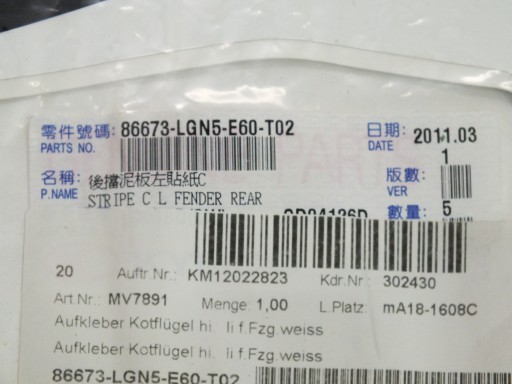 零件號碼: 86673-LGN5-E60-T02 日期: 2011.03
PARTS NO. DATE 1
名稱: 後擋泥板左貼紙C 版數:
P.NAME STRIPE C L FENDER REAR VER
數量: 5
20 Auftr.Nr.: KM12022823 Kdr.Nr.: 302430
Art.Nr.: MV7891 Menge: 1,00 L.Platz: mA18-1608C
Aufkleber Kotflügel hi. li f.Fzg.weiss
Aufkleber Kotflügel hi. li f.Fzg.weiss
86673-LGN5-E60-T02